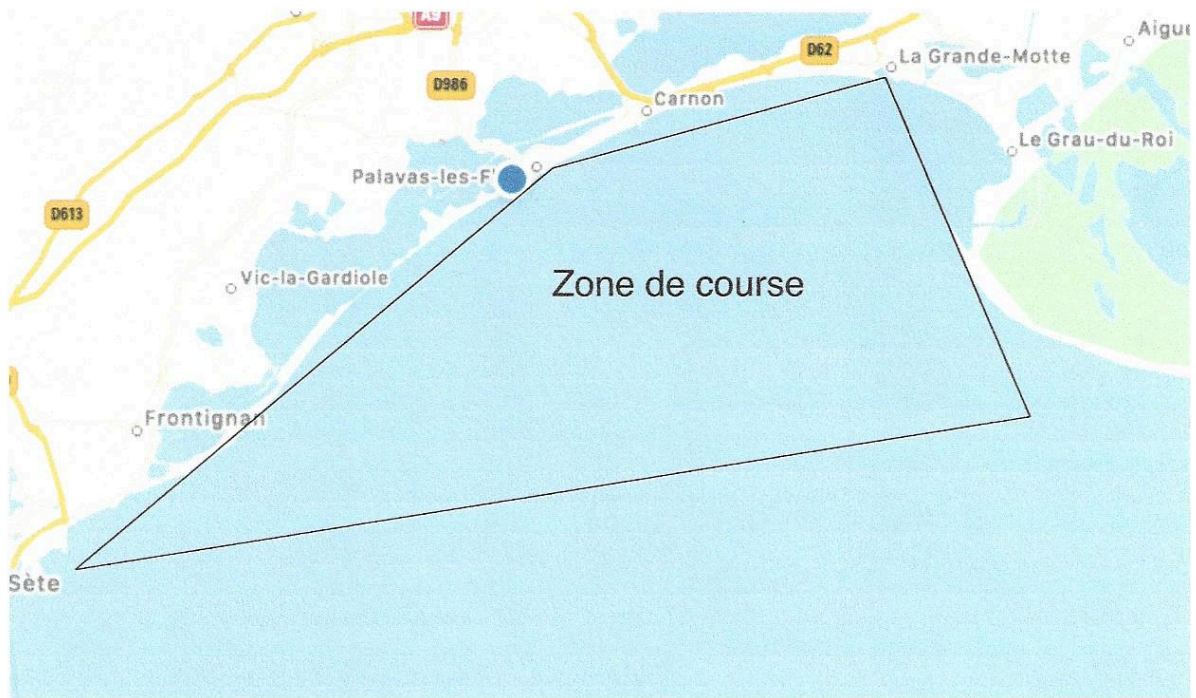 A9
Aigue
D62
La Grande-Motte
D986
Carnon
Le Grau-du-Roi
Palavas-les-F
D613
Vic-la-Gardiole
Zone de course
Frontignan
Sète